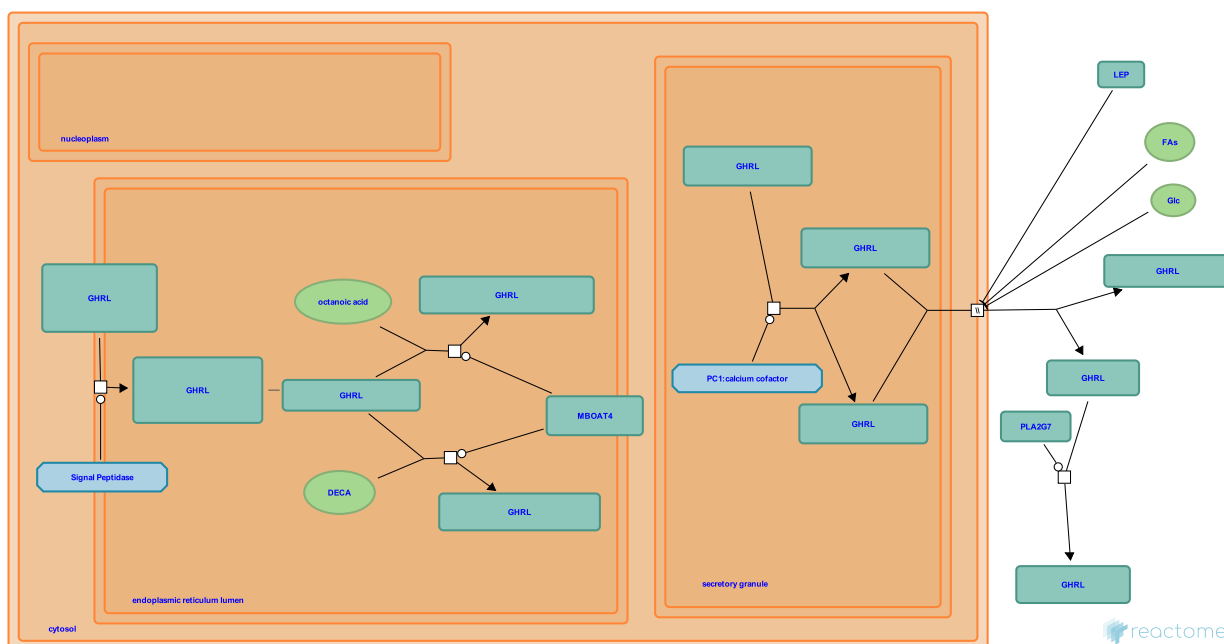 nucleoplasm
LEP
FAs
Glc
GHRL
GHRL
GHRL
GHRL
octanoic acid
GHRL
\\
GHRL
PC1:calcium cofactor
GHRL
GHRL
GHRL
MBOAT4
GHRL
PLA2G7
Signal Peptidase
DECA
GHRL
secretory granule
GHRL
endoplasmic reticulum lumen
cytosol
reactome